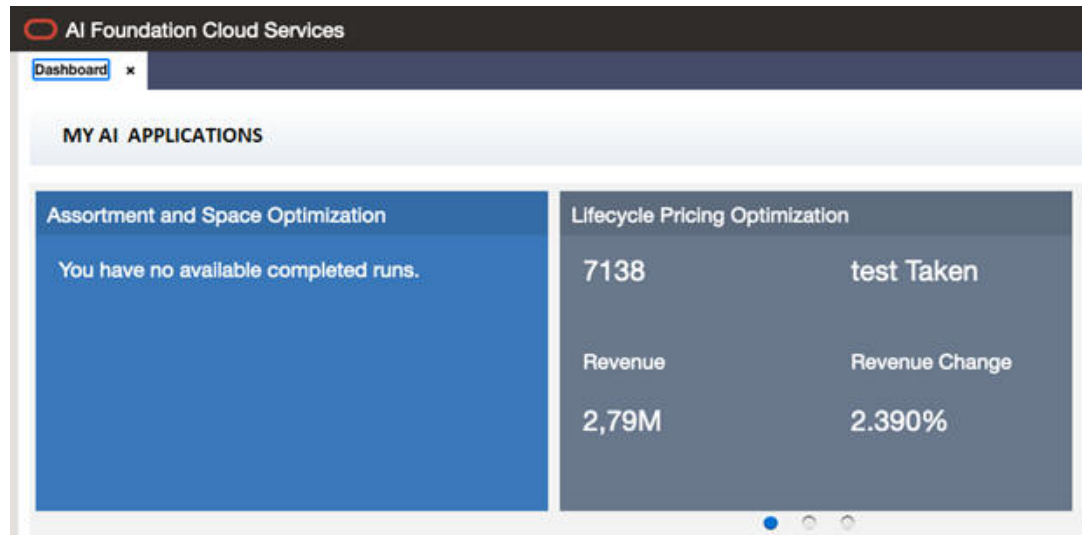 AI Foundation Cloud Services
Dashboard ×
MY AI APPLICATIONS
Assortment and Space Optimization
You have no available completed runs.
Lifecycle Pricing Optimization
7138 test Taken
Revenue Revenue Change
2,79M 2.390%